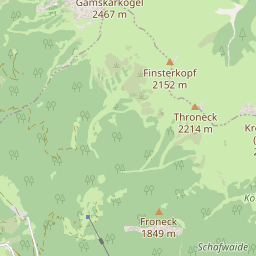 Gamskarkogel
2467 m
Finsterkopf
2152 m
Throneck
2214 m
Froneck
1849 m
Schafwaide